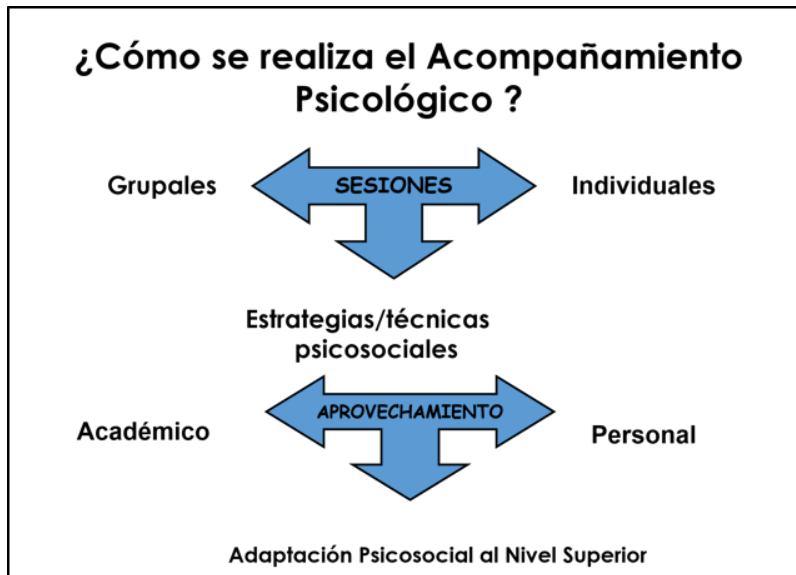 ¿Cómo se realiza el Acompañamiento
Psicológico ?
Grupales
SESIONES
Individuales
Estrategias/técnicas
psicosociales
Académico
APROVECHAMIENTO
Personal
Adaptación Psicosocial al Nivel Superior